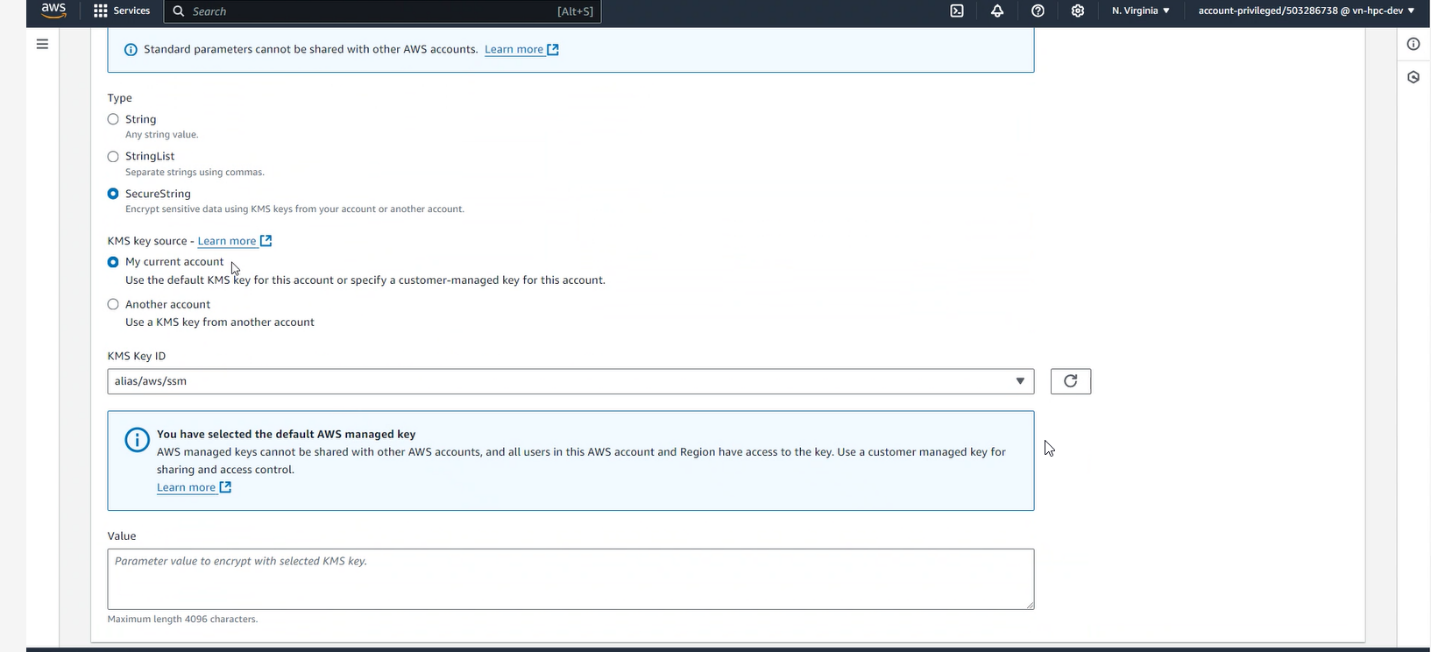 aws Services Search [Alt+S] N. Virginia account-privileged/503286738 @ vn-hpc-dev
Standard parameters cannot be shared with other AWS accounts. Learn more
Type
String
Any string value.
StringList
Separate strings using commas.
SecureString
Encrypt sensitive data using KMS keys from your account or another account.
KMS key source - Learn more
My current account
Use the default KMS key for this account or specify a customer-managed key for this account.
Another account
Use a KMS key from another account
KMS Key ID
alias/aws/ssm
You have selected the default AWS managed key
AWS managed keys cannot be shared with other AWS accounts, and all users in this AWS account and Region have access to the key. Use a customer managed key for
sharing and access control.
Learn more
Value
Parameter value to encrypt with selected KMS key.
Maximum length 4096 characters.